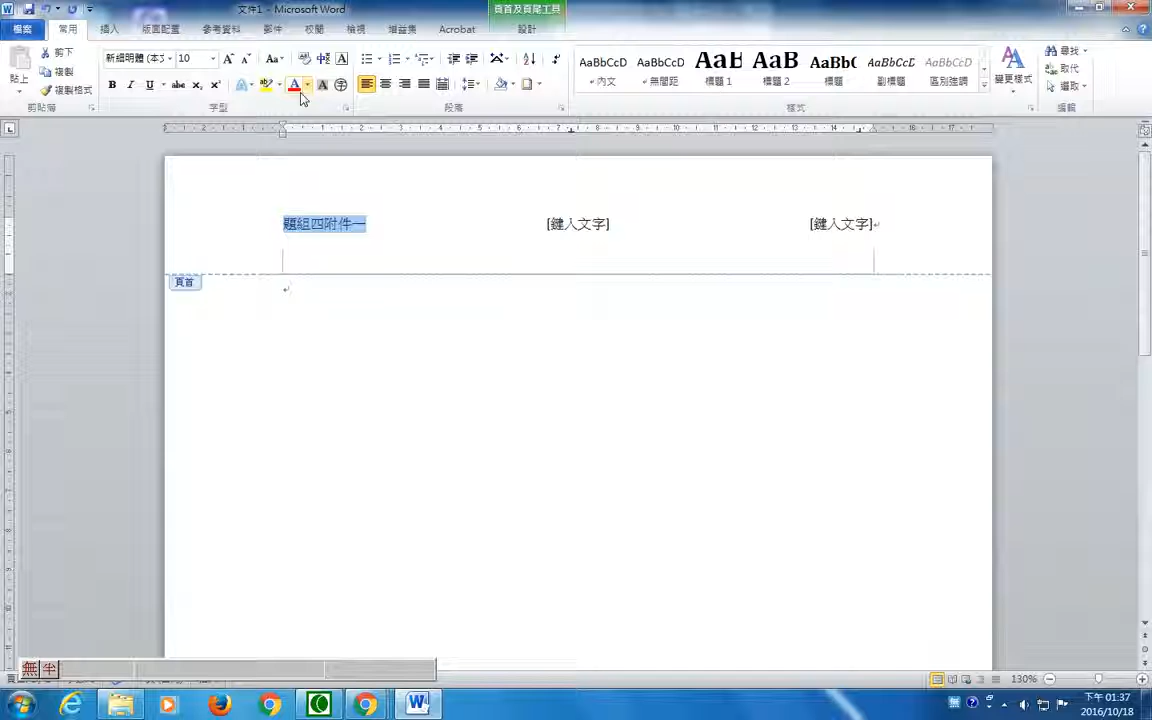 文件1 - Microsoft Word
頁首及頁尾工具
檔案 常用 插入 版面配置 參考資料 郵件 校閱 檢視 增益集 Acrobat 設計
貼上 剪下 複製 複製格式
新細明體 (本文 10
AaBbCcD AaBbCcD AaB AaB AaBbC AaBbCcD AaBbCcD
內文 無間距 標題 1 標題 2 標題 副標題 區別強調
變更樣式
尋找 取代 選取
剪貼簿 字型 段落 樣式 編輯
題組四附件一 [鍵入文字] [鍵入文字]
頁首
無 半
130%
下午 01:37
2016/10/18